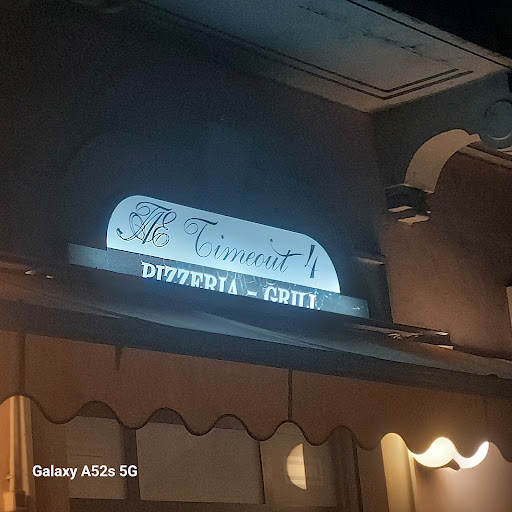 Æ Timeout 4
PIZZERIA - GRILL
Galaxy A52s 5G